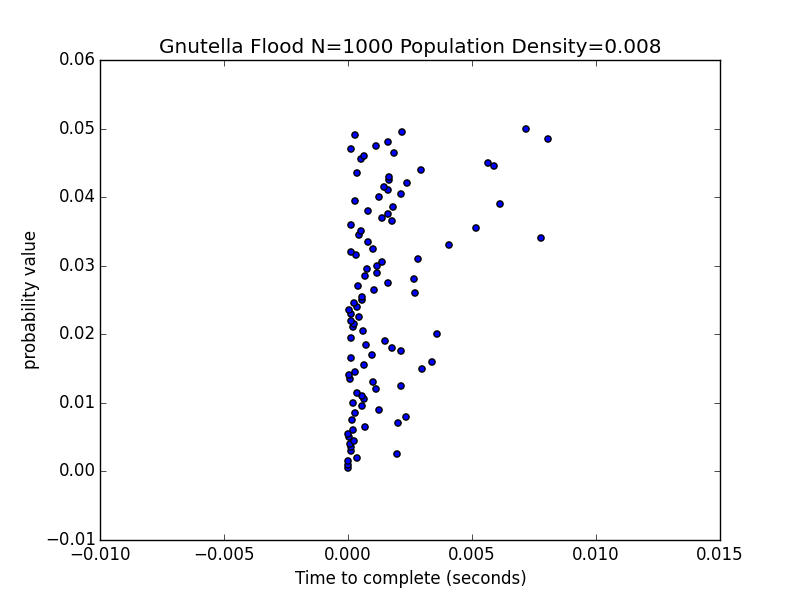 Gnutella Flood N=1000 Population Density=0.008
0.06
0.05
0.04
0.03
0.02
0.01
0.00
−0.01
probability value
−0.010 −0.005 0.000 0.005 0.010 0.015
Time to complete (seconds)